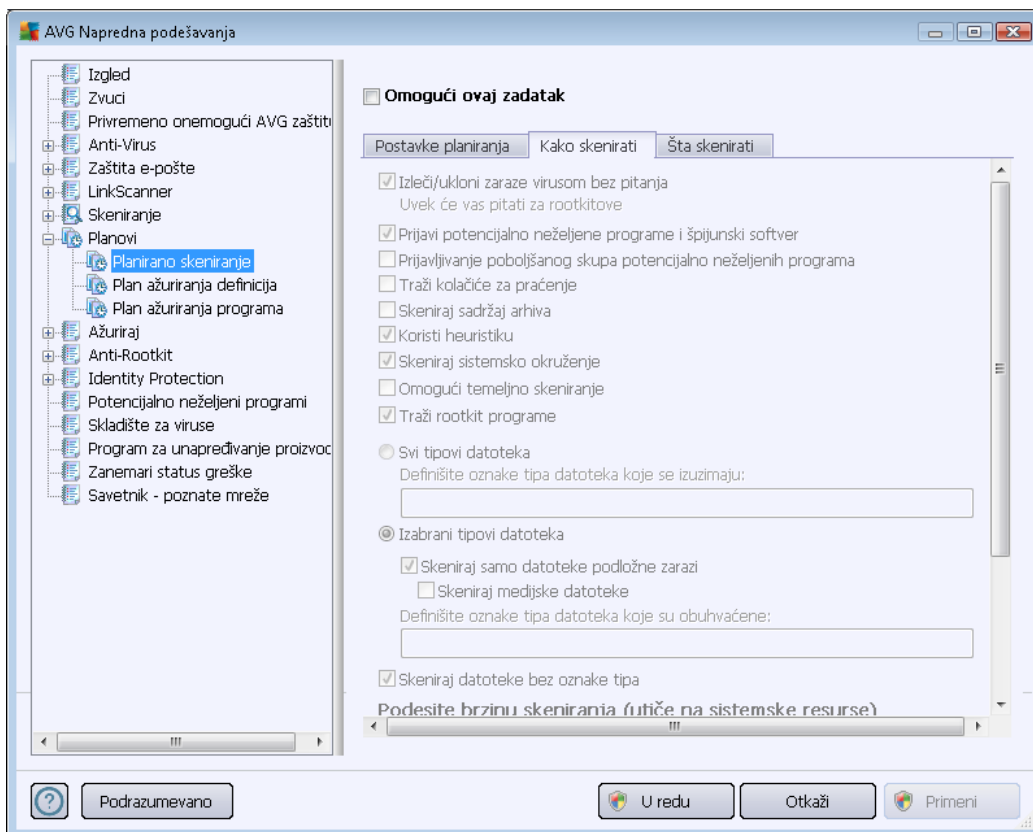 AVG Napredna podešavanja
Izgled
Zvuci
Privremeno onemogući AVG zaštitu
Anti-Virus
Zaštita e-pošte
LinkScanner
Skeniranje
Planovi
Planirano skeniranje
Plan ažuriranja definicija
Plan ažuriranja programa
Ažuriraj
Anti-Rootkit
Identity Protection
Potencijalno neželjeni programi
Skladište za viruse
Program za unapređivanje proizvoc
Zanemari status greške
Savetnik - poznate mreže
Omogući ovaj zadatak
Postavke planiranja Kako skenirati Šta skenirati
Izleči/ukloni zaraze virusom bez pitanja
Uvek će vas pitati za rootkitove
Prijavi potencijalno neželjene programe i špijunski softver
Prijavljivanje poboljšanog skupa potencijalno neželjenih programa
Traži kolačiće za praćenje
Skeniraj sadržaj arhiva
Koristi heuristiku
Skeniraj sistemsko okruženje
Omogući temeljno skeniranje
Traži rootkit programe
Svi tipovi datoteka
Definišite oznake tipa datoteka koje se izuzimaju:
Izabrani tipovi datoteka
Skeniraj samo datoteke podložne zarazi
Skeniraj medijske datoteke
Definišite oznake tipa datoteka koje su obuhvaćene:
Skeniraj datoteke bez oznake tipa
Podesite brzinu skeniranja (utiče na sistemske resurse)
Podrazumevano
U redu
Otkaži
Primeni